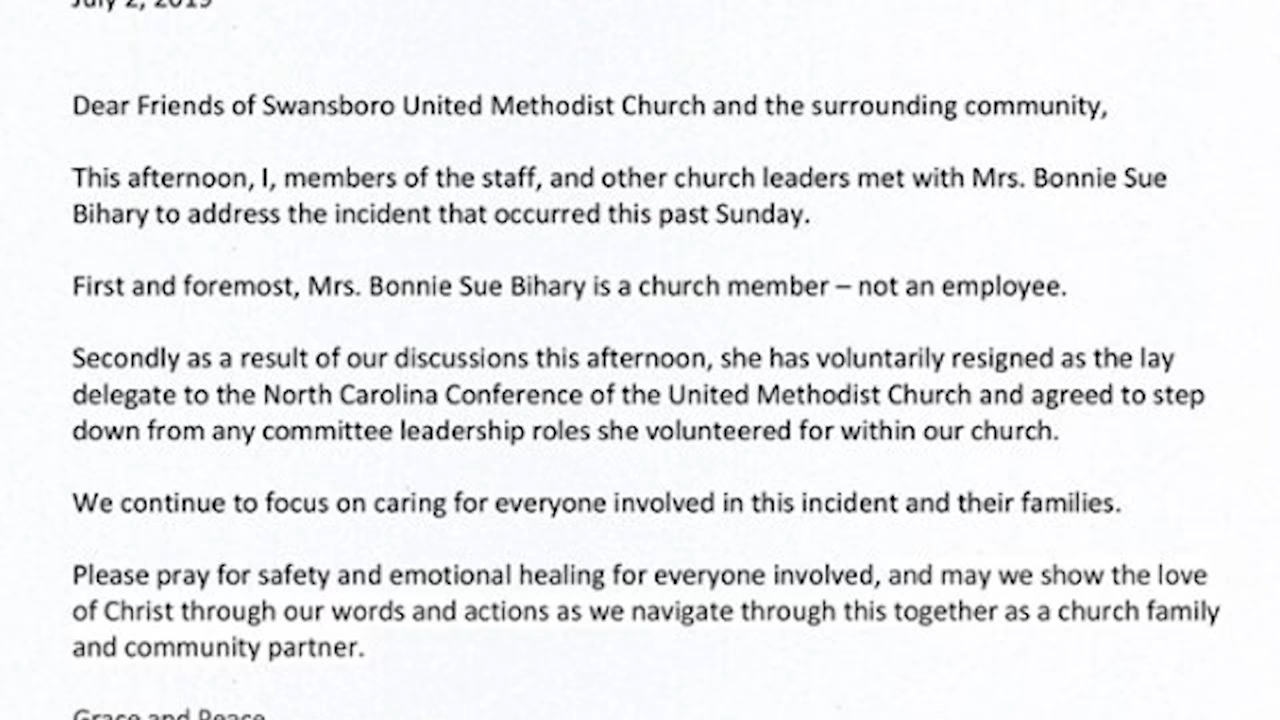 July 2, 2019
Dear Friends of Swansboro United Methodist Church and the surrounding community,
This afternoon, I, members of the staff, and other church leaders met with Mrs. Bonnie Sue
Bihary to address the incident that occurred this past Sunday.
First and foremost, Mrs. Bonnie Sue Bihary is a church member – not an employee.
Secondly as a result of our discussions this afternoon, she has voluntarily resigned as the lay
delegate to the North Carolina Conference of the United Methodist Church and agreed to step
down from any committee leadership roles she volunteered for within our church.
We continue to focus on caring for everyone involved in this incident and their families.
Please pray for safety and emotional healing for everyone involved, and may we show the love
of Christ through our words and actions as we navigate through this together as a church family
and community partner.
Grace and Peace